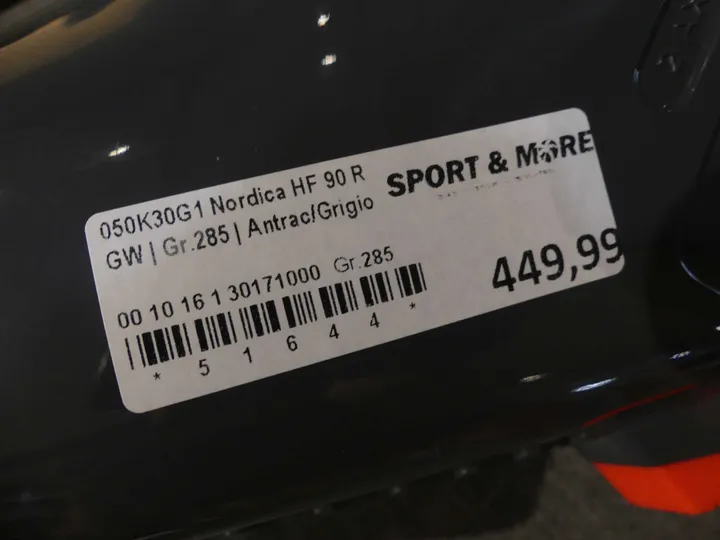 050K30G1 Nordica HF 90 R
GW | Gr.285 | Antrac/Grigio
SPORT & MORE
00 10 16 1 30171000 Gr.285
449,99
* 5 1 6 4 4 *